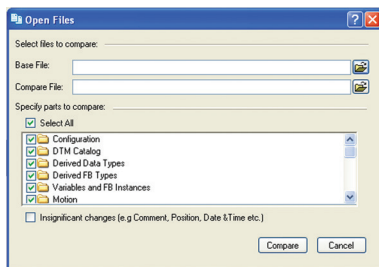 Open Files
Select files to compare:
Base File:
Compare File:
Specify parts to compare:
Select All
Configuration
DTM Catalog
Derived Data Types
Derived FB Types
Variables and FB Instances
Motion
Insignificant changes (e.g Comment, Position, Date &Time etc.)
Compare Cancel